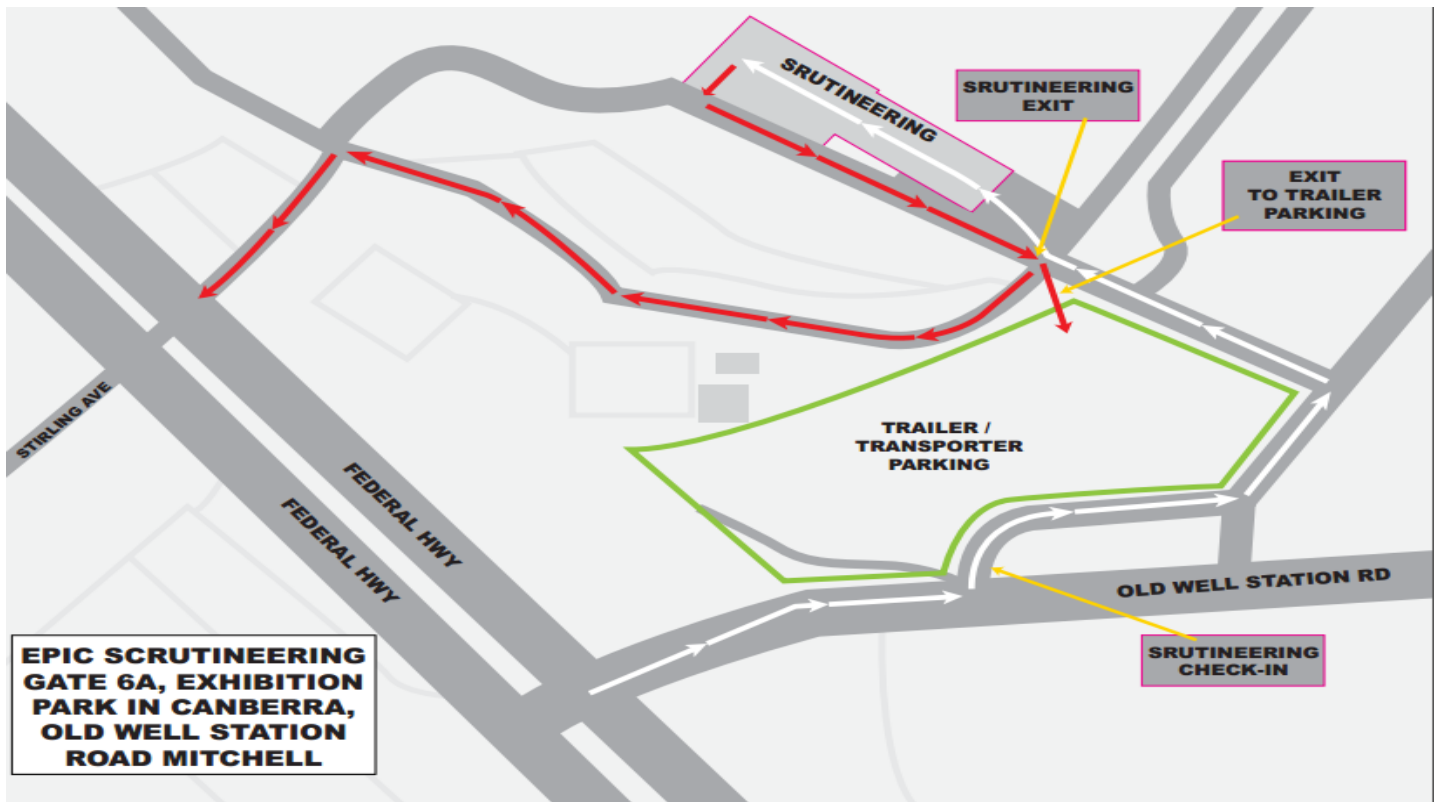 SRUTINEERING
SRUTINEERING
EXIT
EXIT
TO TRAILER
PARKING
STIRLING AVE
TRAILER /
TRANSPORTER
PARKING
FEDERAL HWY
FEDERAL HWY
OLD WELL STATION RD
SRUTINEERING
CHECK-IN
EPIC SCRUTINEERING
GATE 6A, EXHIBITION
PARK IN CANBERRA,
OLD WELL STATION
ROAD MITCHELL